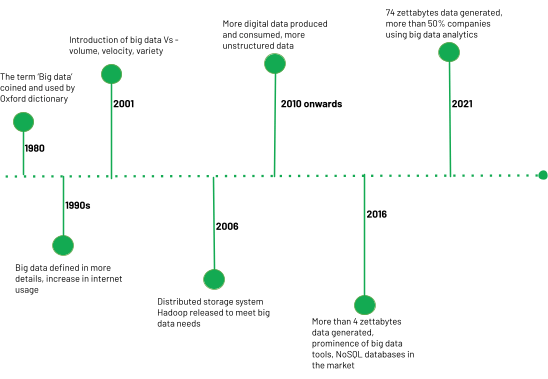 The term 'Big data'
coined and used by
Oxford dictionary
1980
1990s
Big data defined in more
details, increase in internet
usage
Introduction of big data Vs -
volume, velocity, variety
2001
2006
Distributed storage system
Hadoop released to meet big
data needs
More digital data produced
and consumed, more
unstructured data
2010 onwards
2016
More than 4 zettabytes
data generated,
prominence of big data
tools, NoSQL databases in
the market
74 zettabytes data generated,
more than 50% companies
using big data analytics
2021